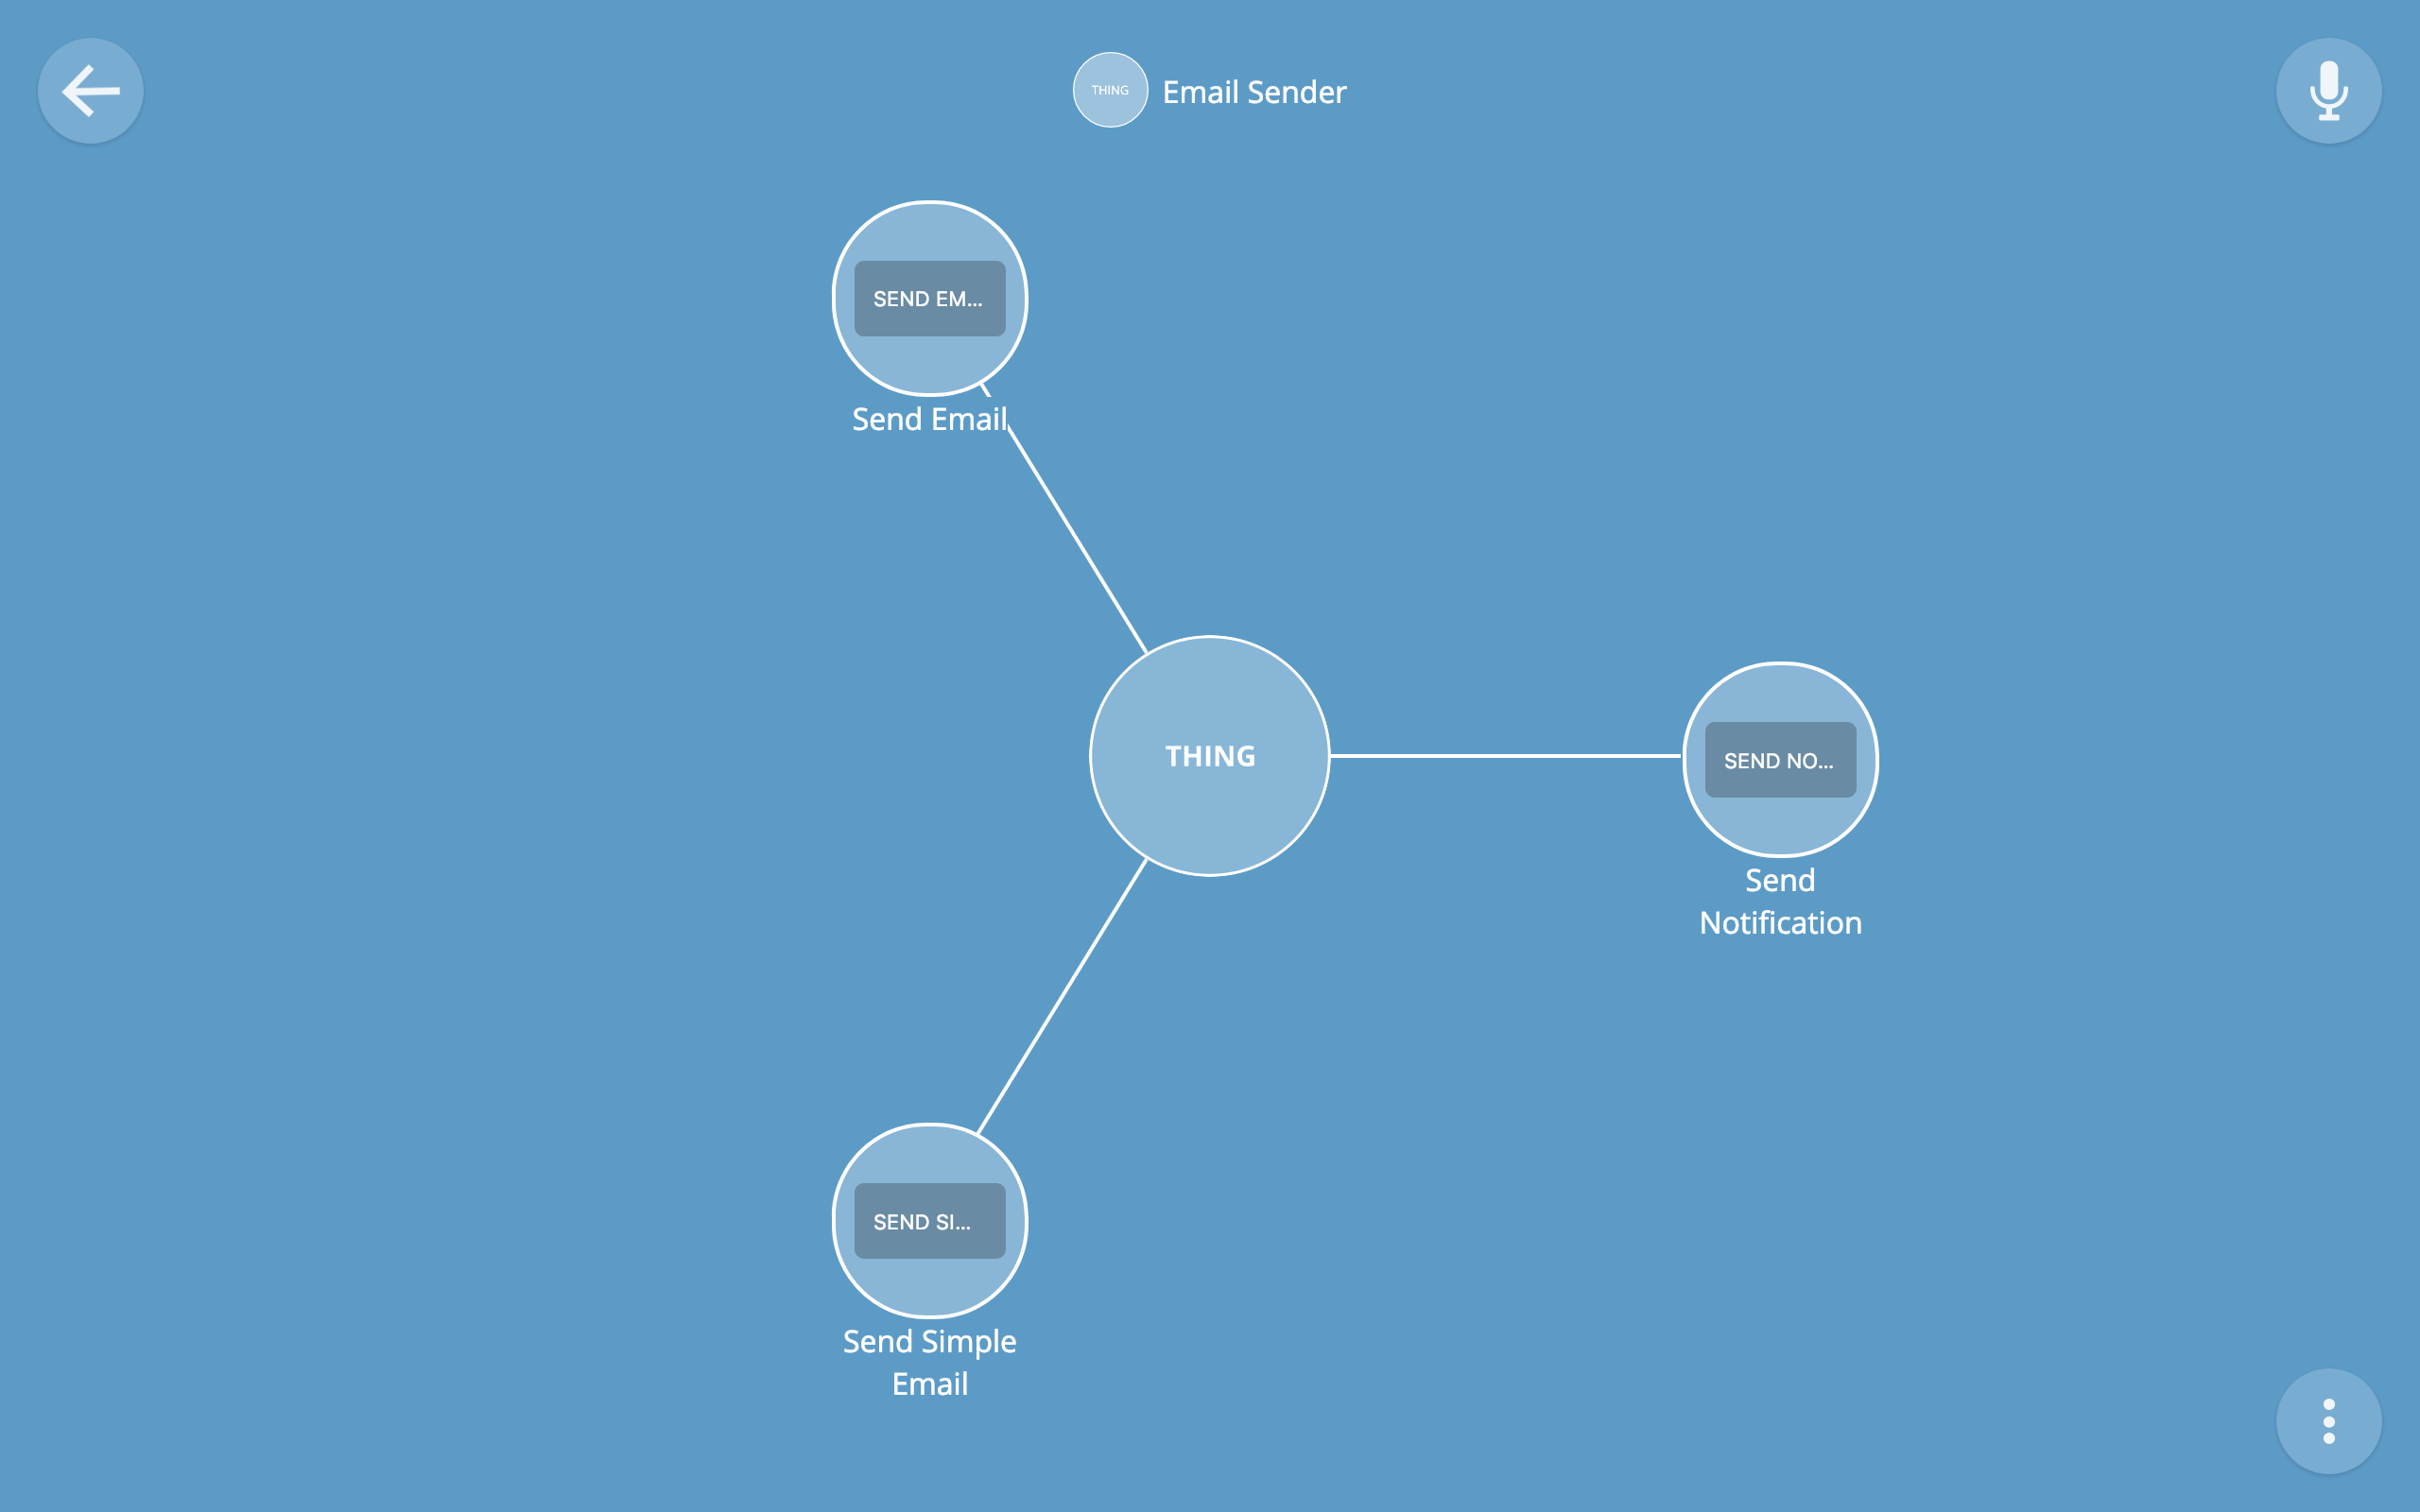 THING
Email Sender
SEND EM...
Send Email
THING
SEND NO...
Send
Notification
SEND SI...
Send Simple
Email